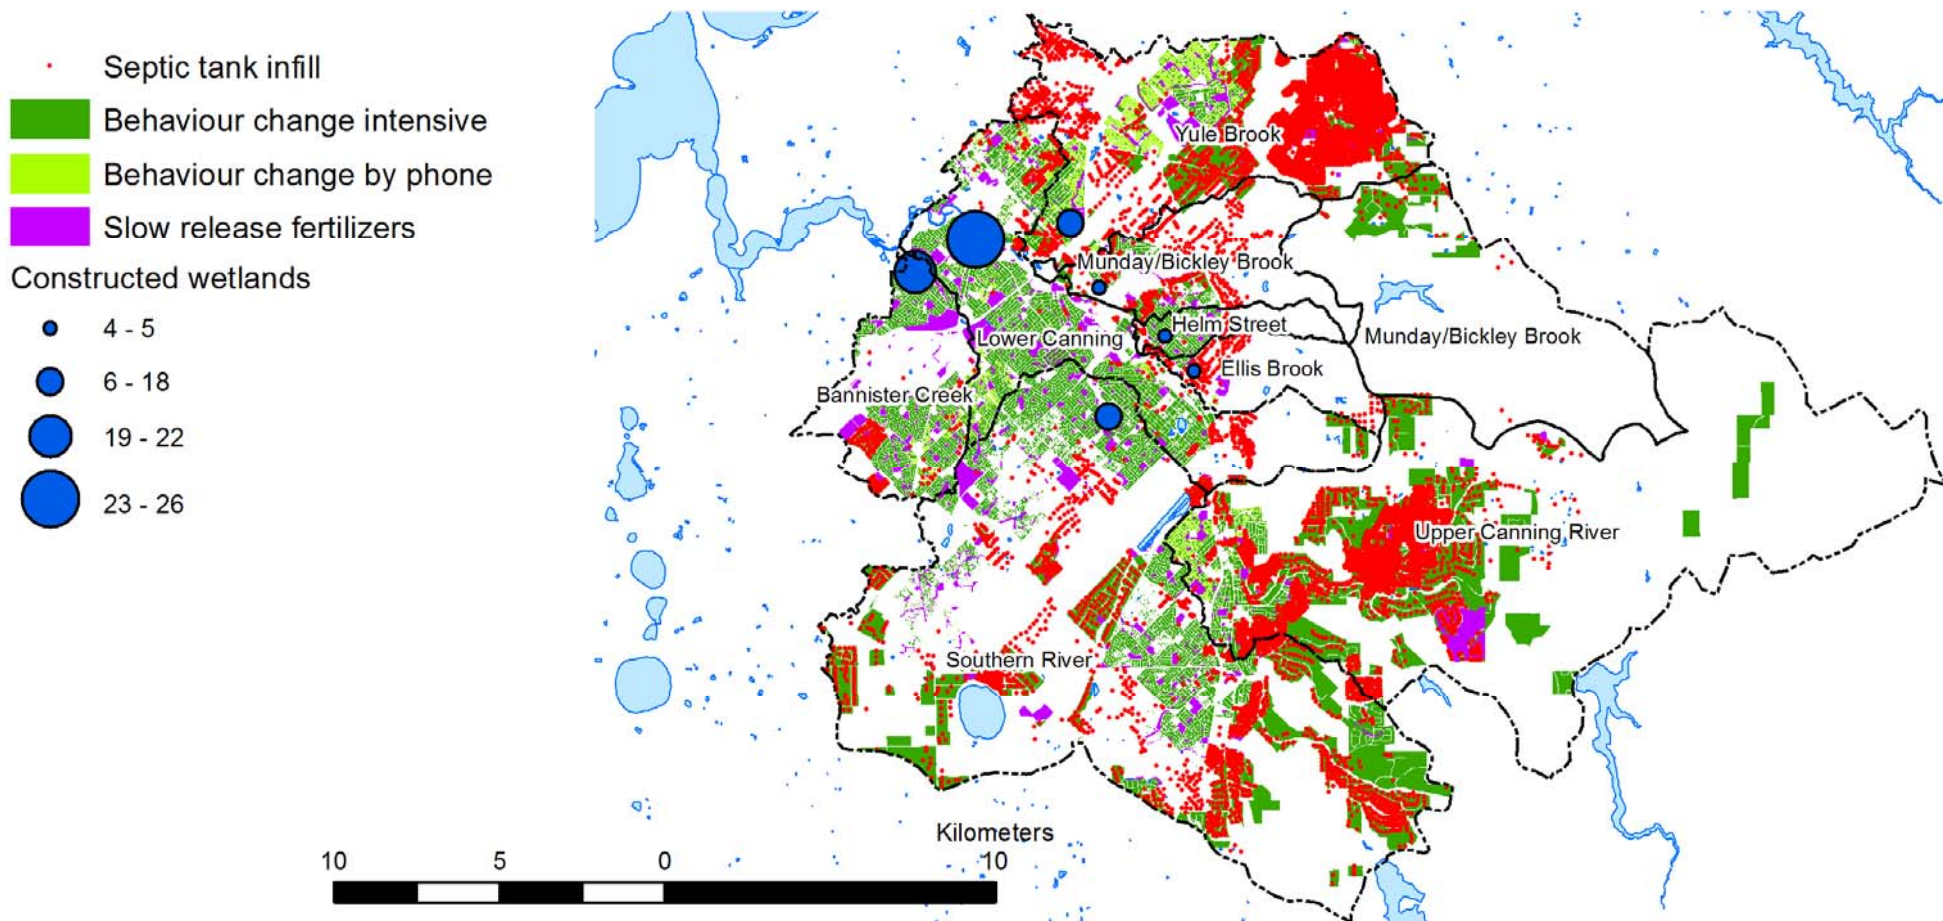 Septic tank infill
Behaviour change intensive
Behaviour change by phone
Slow release fertilizers
Constructed wetlands
4 - 5
6 - 18
19 - 22
23 - 26
Yule Brook
Munday/Bickley Brook
Helm Street
Lower Canning
Munday/Bickley Brook
Ellis Brook
Bannister Creek
Upper Canning River
Southern River
Kilometers
10 5 0 10